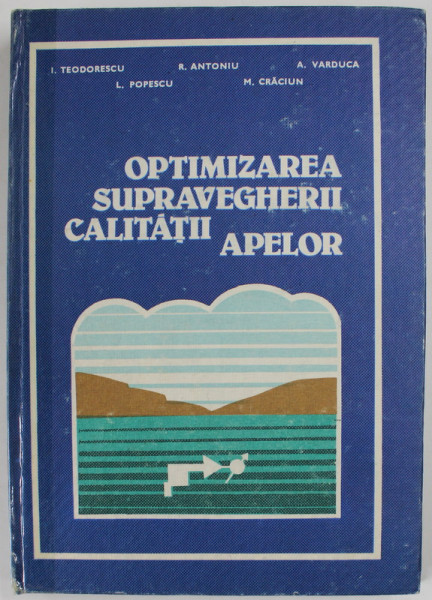 I. TEODORESCU R. ANTONIU A. VARDUCA
L. POPESCU M. CRĂCIUN
OPTIMIZAREA
SUPRAVEGHERII
CALITĂȚII
APELOR